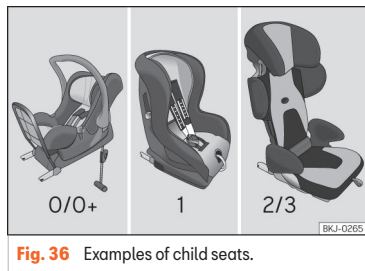 0/0+ 1 2/3
BKJ-0265
Fig. 36 Examples of child seats.